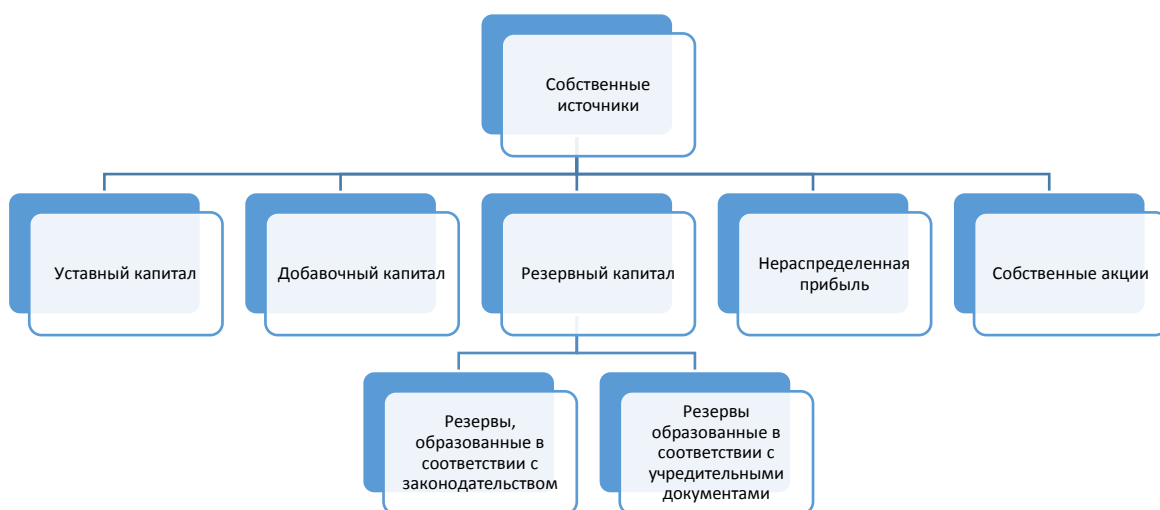 Собственные
источники
Уставный капитал
Добавочный капитал
Резервный капитал
Нераспределенная
прибыль
Собственные акции
Резервы,
образованные в
соответствии с
законодательством
Резервы
образованные в
соответствии с
учредительными
документами